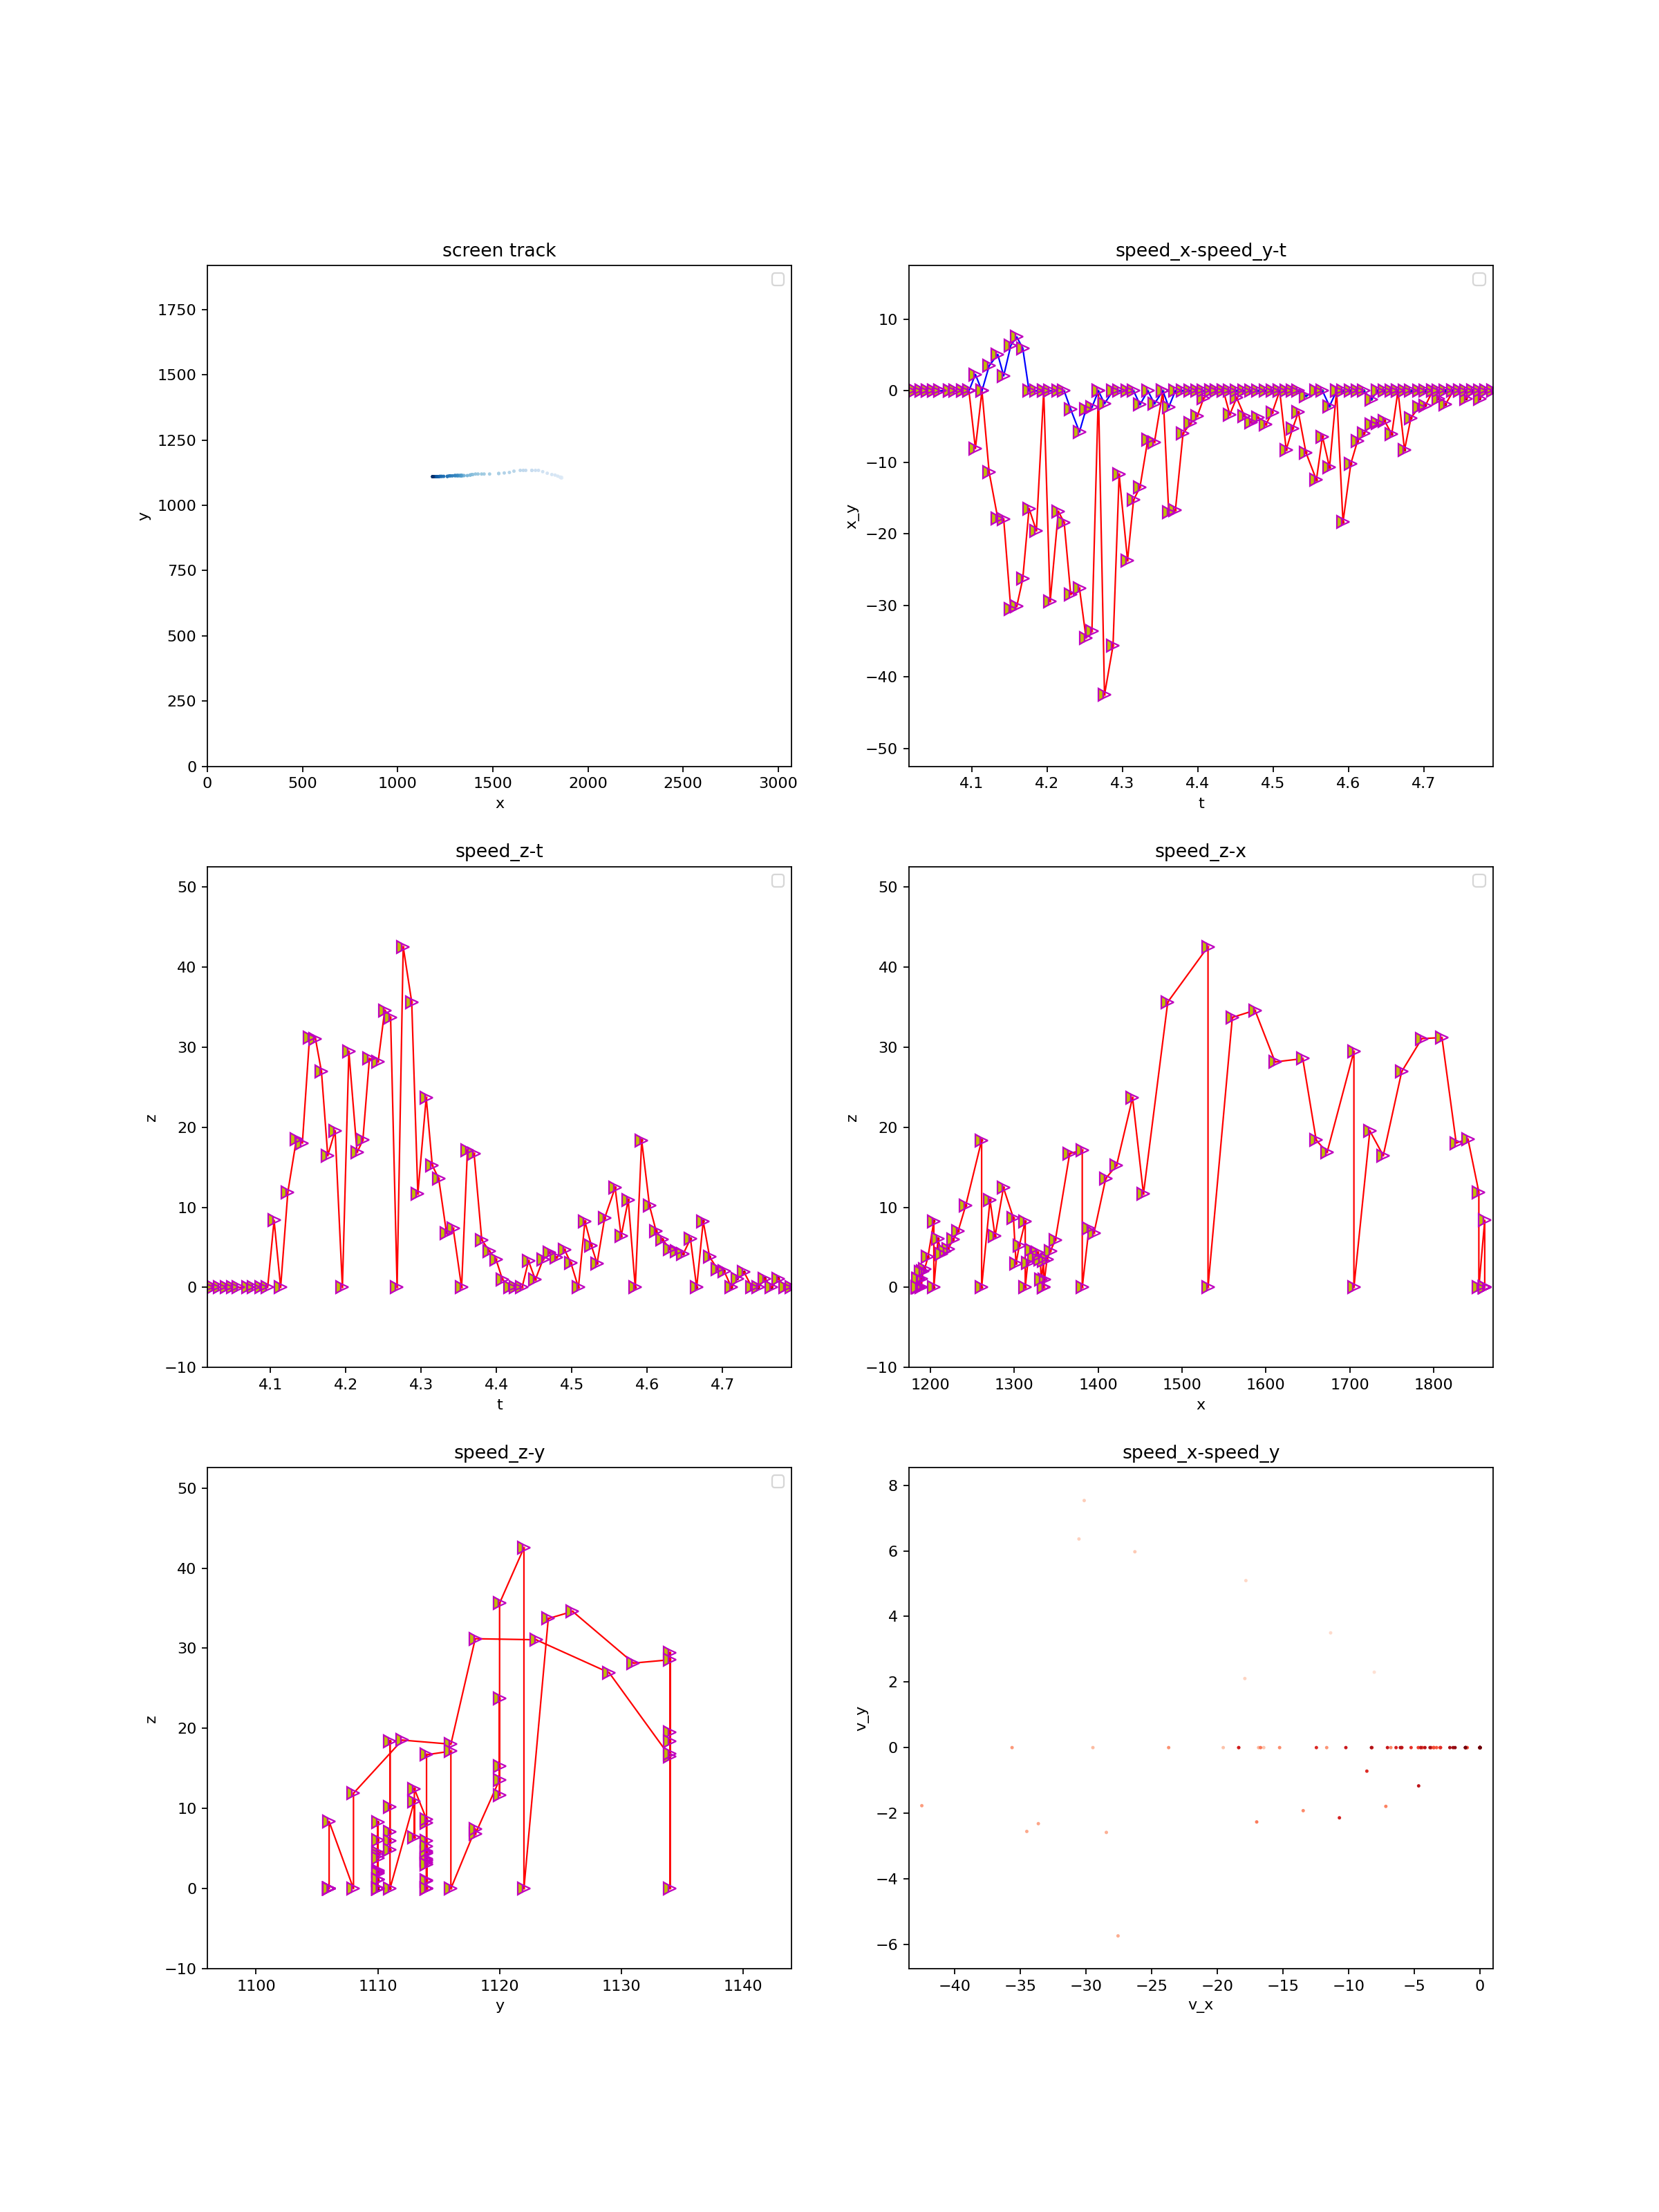 screen track
1750
1500
1250
1000
750
500
250
0
y
0 500 1000 1500 2000 2500 3000
x
speed_x-speed_y-t
10
0
−10
−20
−30
−40
−50
x_y
4.1 4.2 4.3 4.4 4.5 4.6 4.7
t
speed_z-t
50
40
30
20
10
0
−10
z
4.1 4.2 4.3 4.4 4.5 4.6 4.7
t
speed_z-x
50
40
30
20
10
0
−10
z
1200 1300 1400 1500 1600 1700 1800
x
speed_z-y
50
40
30
20
10
0
−10
z
1100 1110 1120 1130 1140
y
speed_x-speed_y
8
6
4
2
0
−2
−4
−6
v_y
−40 −35 −30 −25 −20 −15 −10 −5 0
v_x